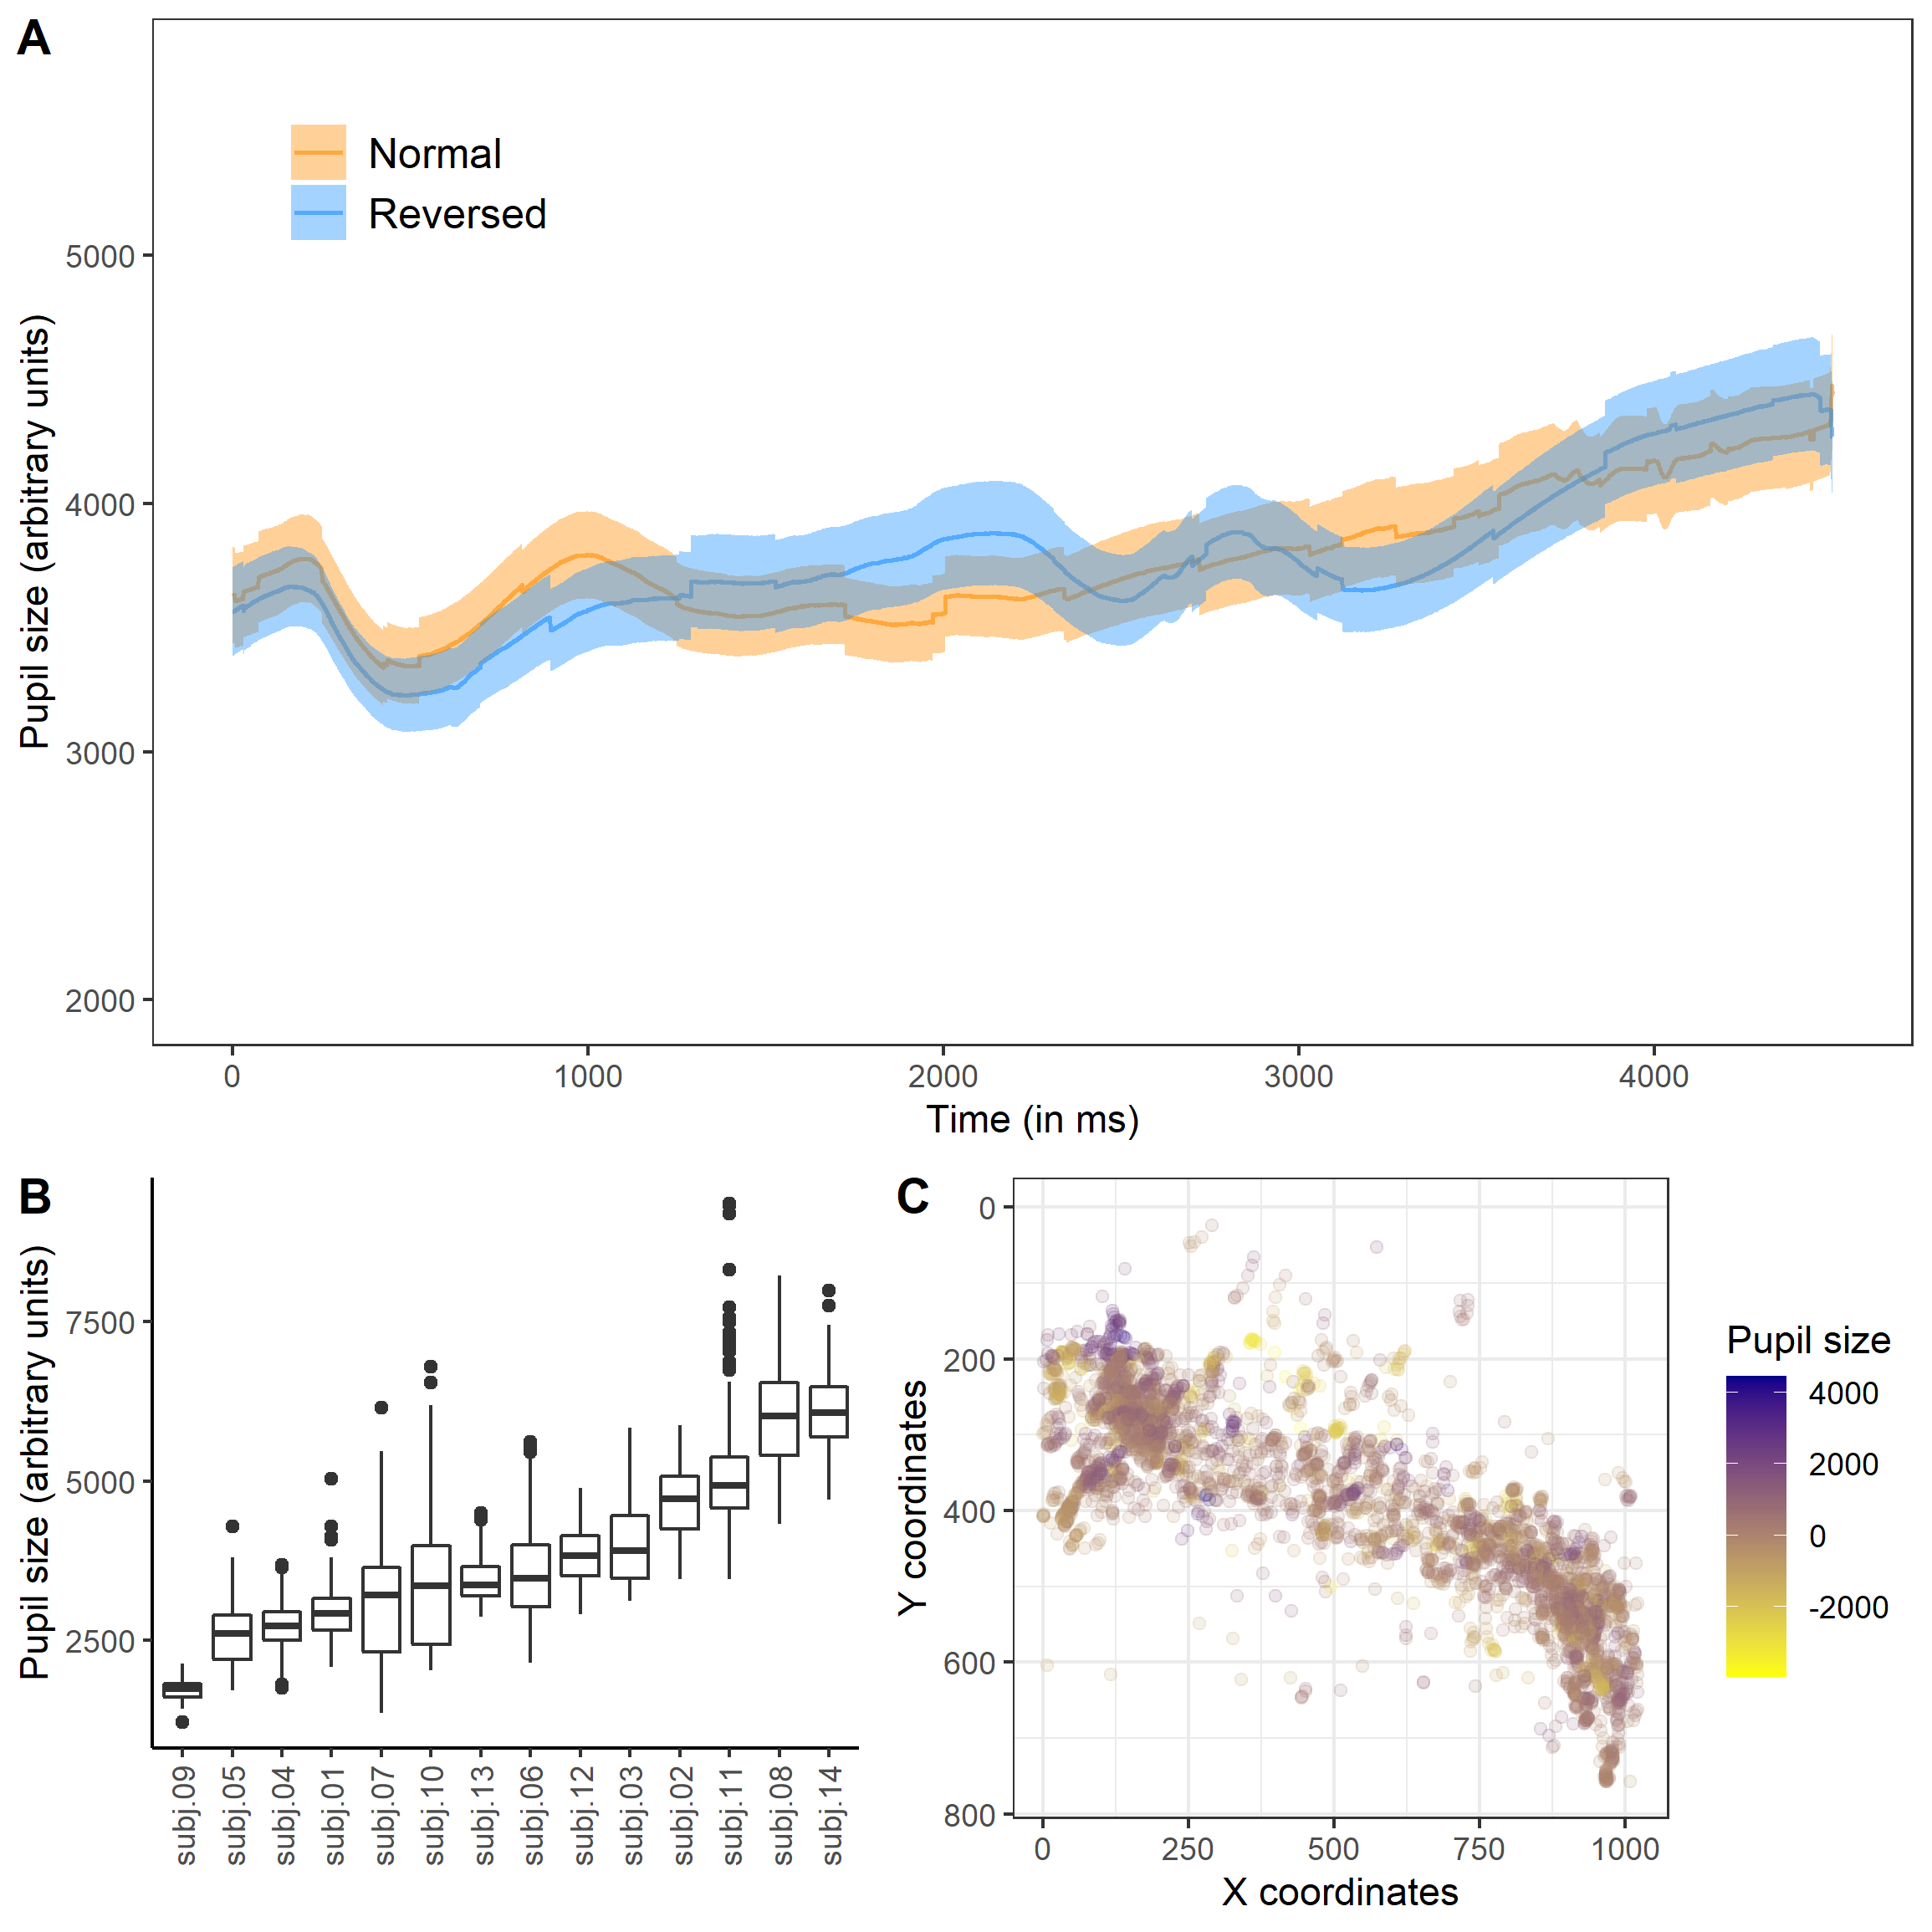 A
Normal
Reversed
Pupil size (arbitrary units)
5000
4000
3000
2000
0 1000 2000 3000 4000
Time (in ms)
B
Pupil size (arbitrary units)
7500
5000
2500
subj.09 subj.05 subj.04 subj.01 subj.07 subj.10 subj.13 subj.06 subj.12 subj.03 subj.02 subj.11 subj.08 subj.14
C
Y coordinates
0
200
400
600
800
0 250 500 750 1000
X coordinates
Pupil size
4000
2000
0
-2000